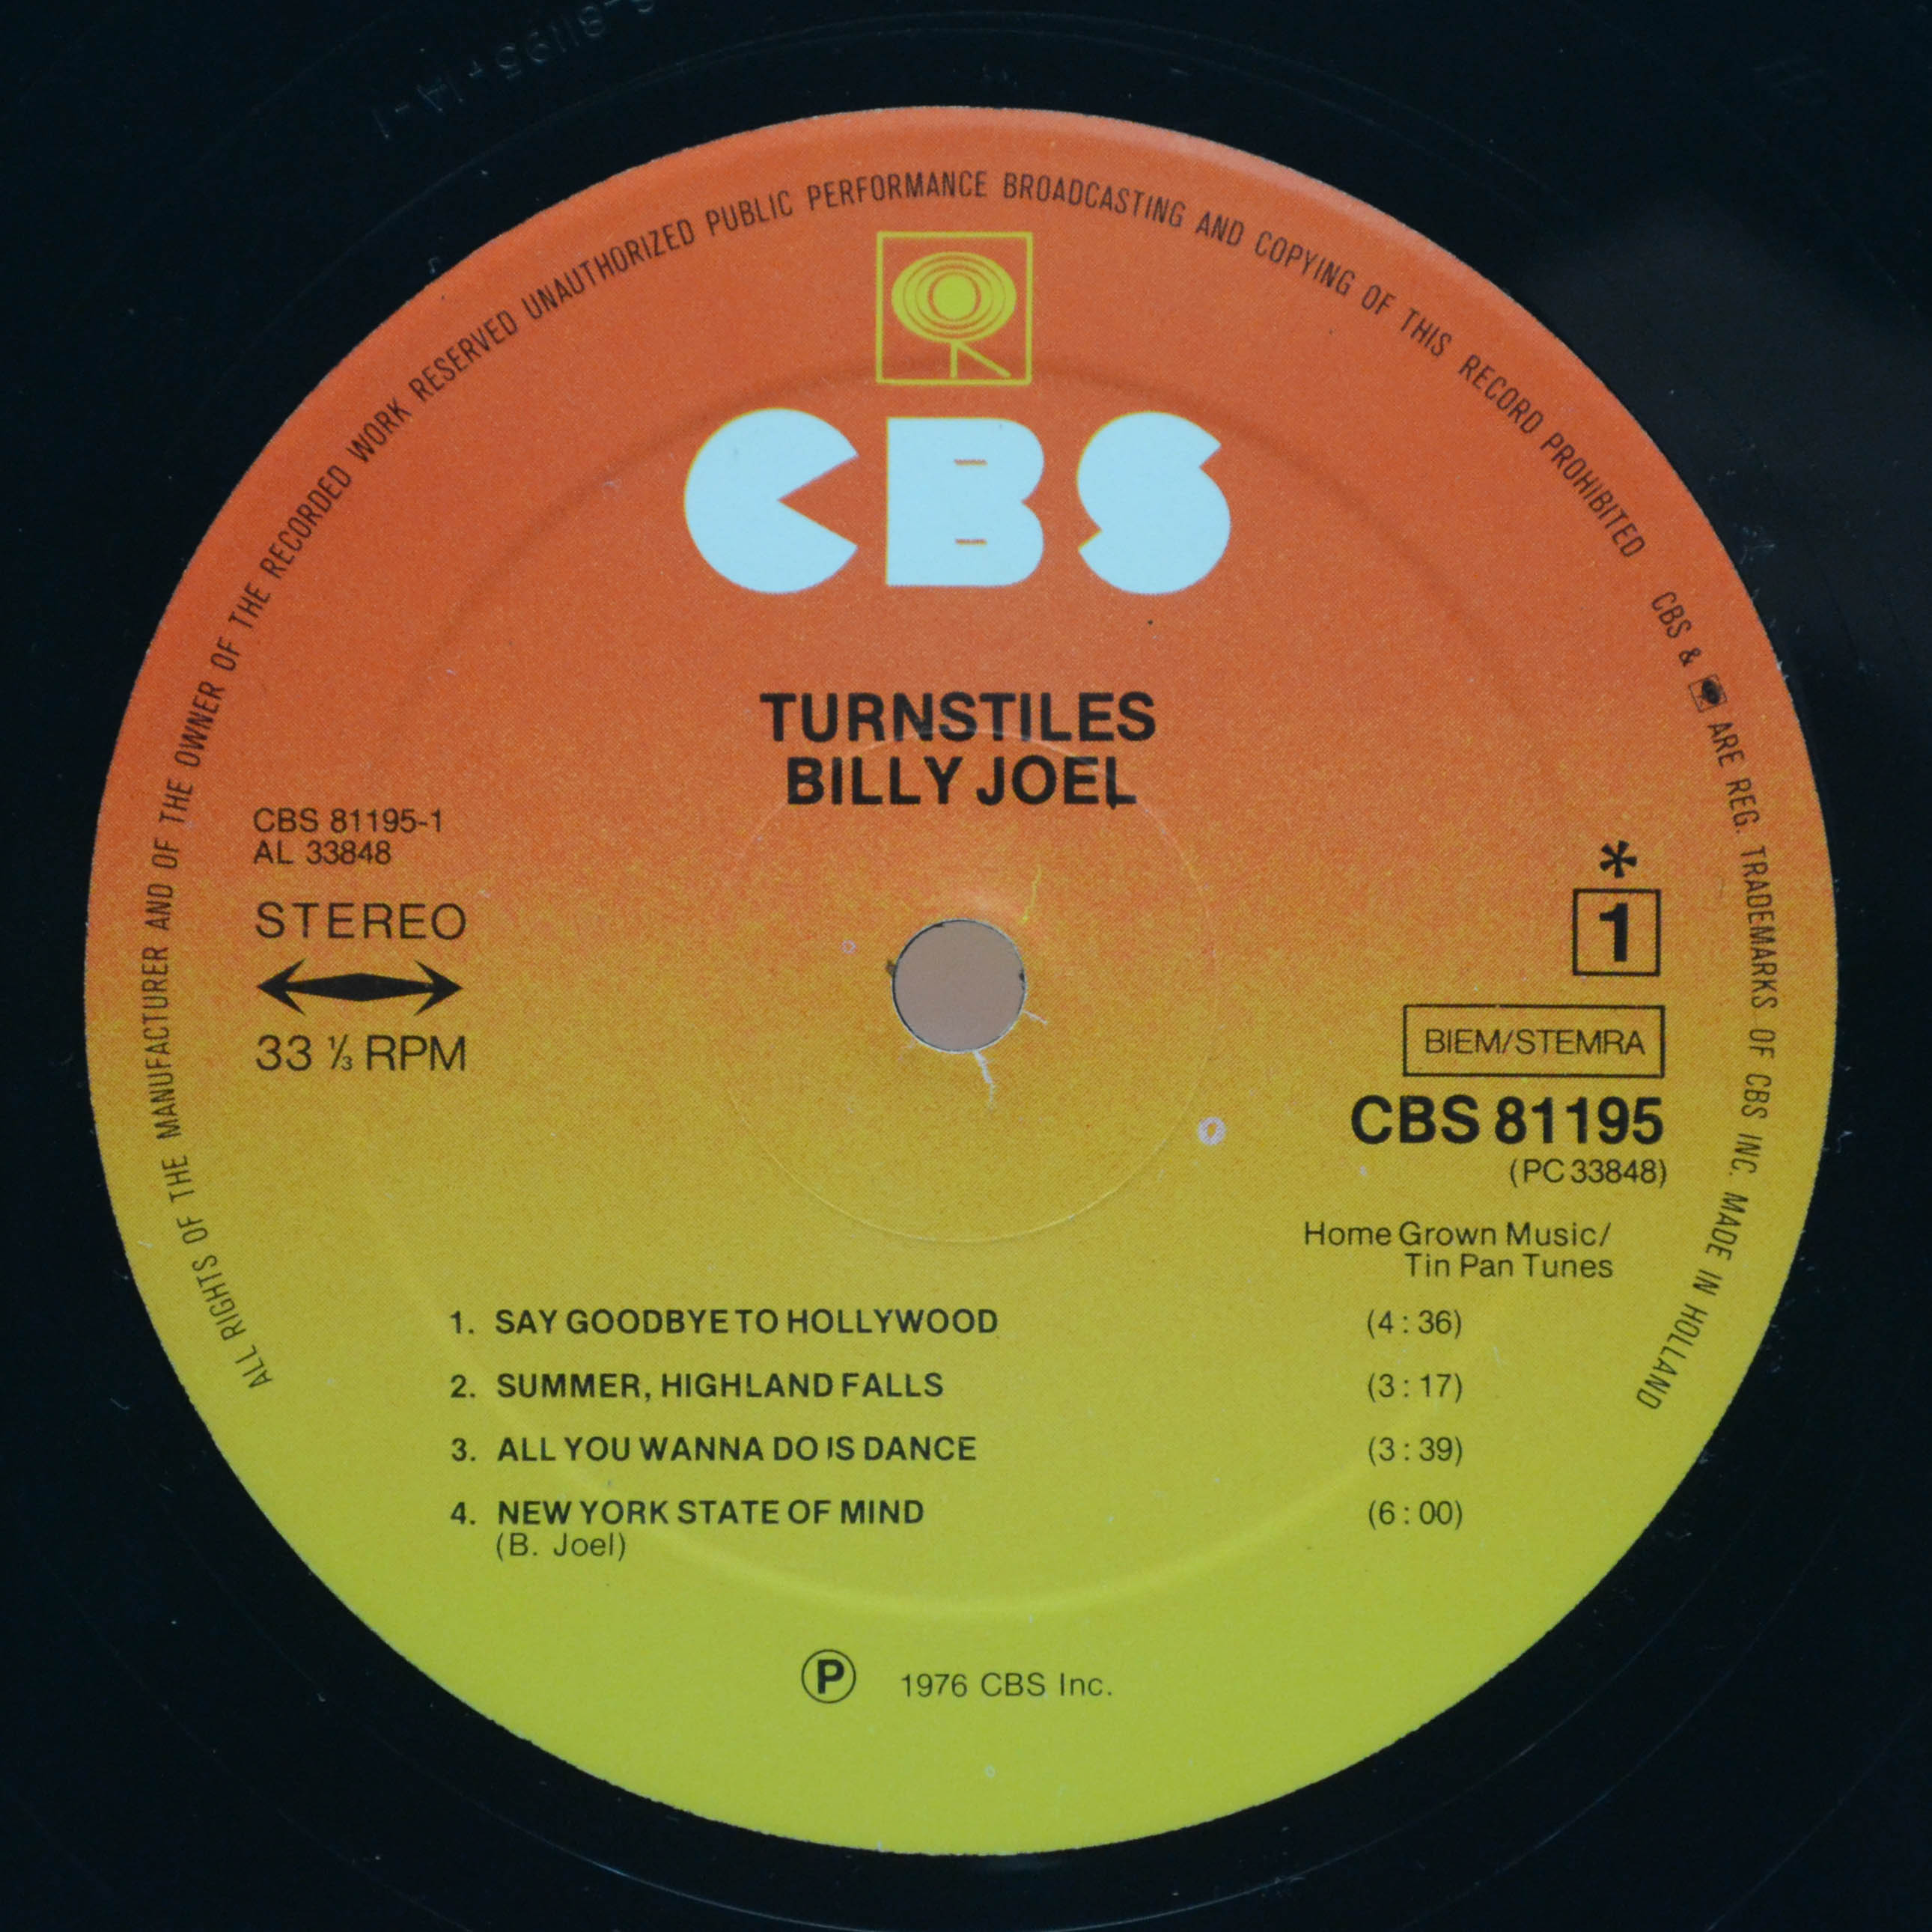 ALL RIGHTS OF THE MANUFACTURER AND OF THE OWNER OF THE RECORDED WORK RESERVED UNAUTHORIZED PUBLIC PERFORMANCE BROADCASTING AND COPYING OF THIS RECORD PROHIBITED CBS & ARE REG. TRADEMARKS OF CBS INC. MADE IN HOLLAND
CBS
TURNSTILES
BILLY JOEL
CBS 81195-1
AL 33848
STEREO
33 ⅓ RPM
*
1
BIEM/STEMRA
CBS 81195
(PC 33848)
Home Grown Music/
Tin Pan Tunes
1. SAY GOODBYE TO HOLLYWOOD (4:36)
2. SUMMER, HIGHLAND FALLS (3:17)
3. ALL YOU WANNA DO IS DANCE (3:39)
4. NEW YORK STATE OF MIND (6:00)
(B. Joel)
Ⓟ 1976 CBS Inc.